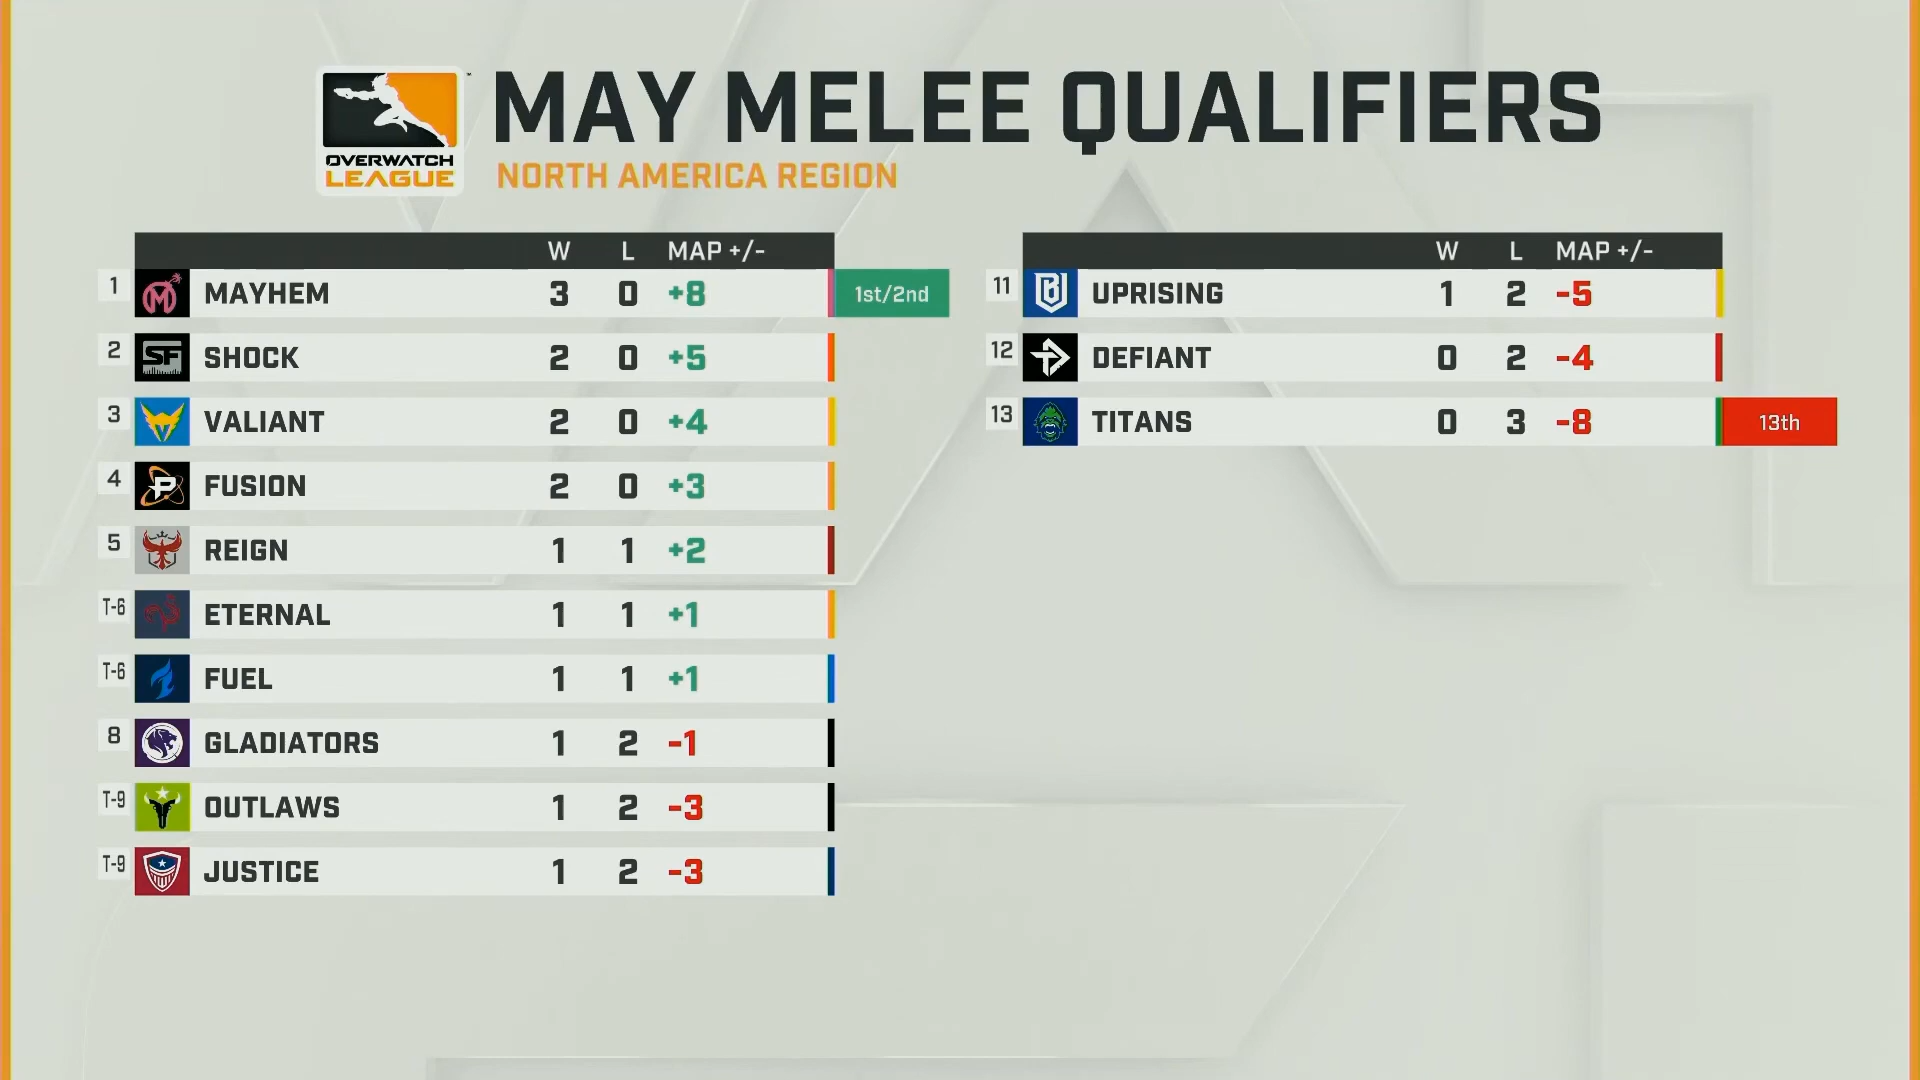 MAY MELEE QUALIFIERS
OVERWATCH
LEAGUE
NORTH AMERICA REGION
W L MAP +/-
1 MAYHEM 3 0 +8 1st/2nd
2 SF SHOCK 2 0 +5
3 VALIANT 2 0 +4
4 FUSION 2 0 +3
5 REIGN 1 1 +2
T-6 ETERNAL 1 1 +1
T-6 FUEL 1 1 +1
8 GLADIATORS 1 2 -1
T-9 OUTLAWS 1 2 -3
T-9 JUSTICE 1 2 -3
W L MAP +/-
11 UPRISING 1 2 -5
12 DEFIANT 0 2 -4
13 TITANS 0 3 -8 13th